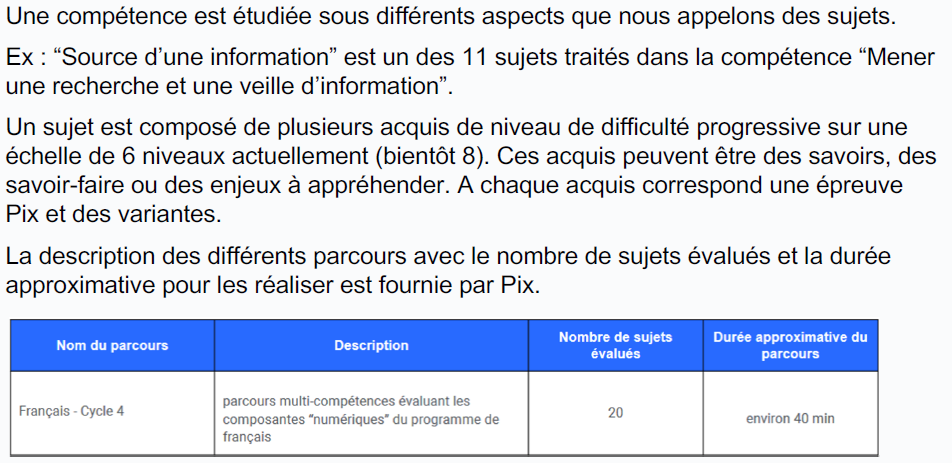 Une compétence est étudiée sous différents aspects que nous appelons des sujets.
Ex : “Source d’une information” est un des 11 sujets traités dans la compétence “Mener
une recherche et une veille d’information”.
Un sujet est composé de plusieurs acquis de niveau de difficulté progressive sur une
échelle de 6 niveaux actuellement (bientôt 8). Ces acquis peuvent être des savoirs, des
savoir-faire ou des enjeux à appréhender. A chaque acquis correspond une épreuve
Pix et des variantes.
La description des différents parcours avec le nombre de sujets évalués et la durée
approximative pour les réaliser est fournie par Pix.
Nom du parcours
Description
Nombre de sujets
évalués
Durée approximative du
parcours
Français - Cycle 4
parcours multi-compétences évaluant les
composantes “numériques” du programme de
français
20
environ 40 min